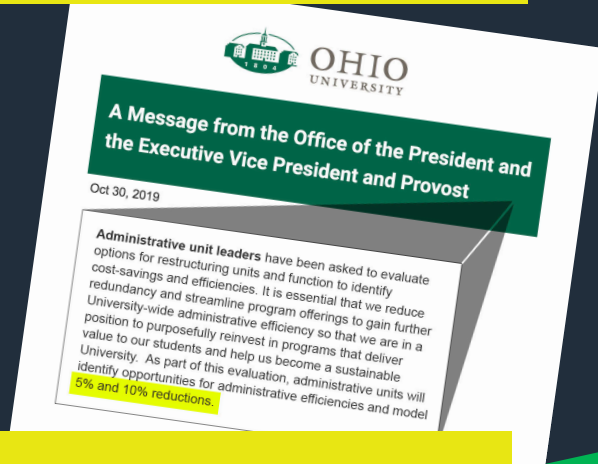 1804
OHIO
UNIVERSITY
A Message from the Office of the President and
the Executive Vice President and Provost
Oct 30, 2019
Administrative unit leaders have been asked to evaluate
options for restructuring units and function to identify
cost-savings and efficiencies. It is essential that we reduce
redundancy and streamline program offerings to gain further
University-wide administrative efficiency so that we are in a
position to purposefully reinvest in programs that deliver
value to our students and help us become a sustainable
University. As part of this evaluation, administrative units will
identify opportunities for administrative efficiencies and model
5% and 10% reductions.